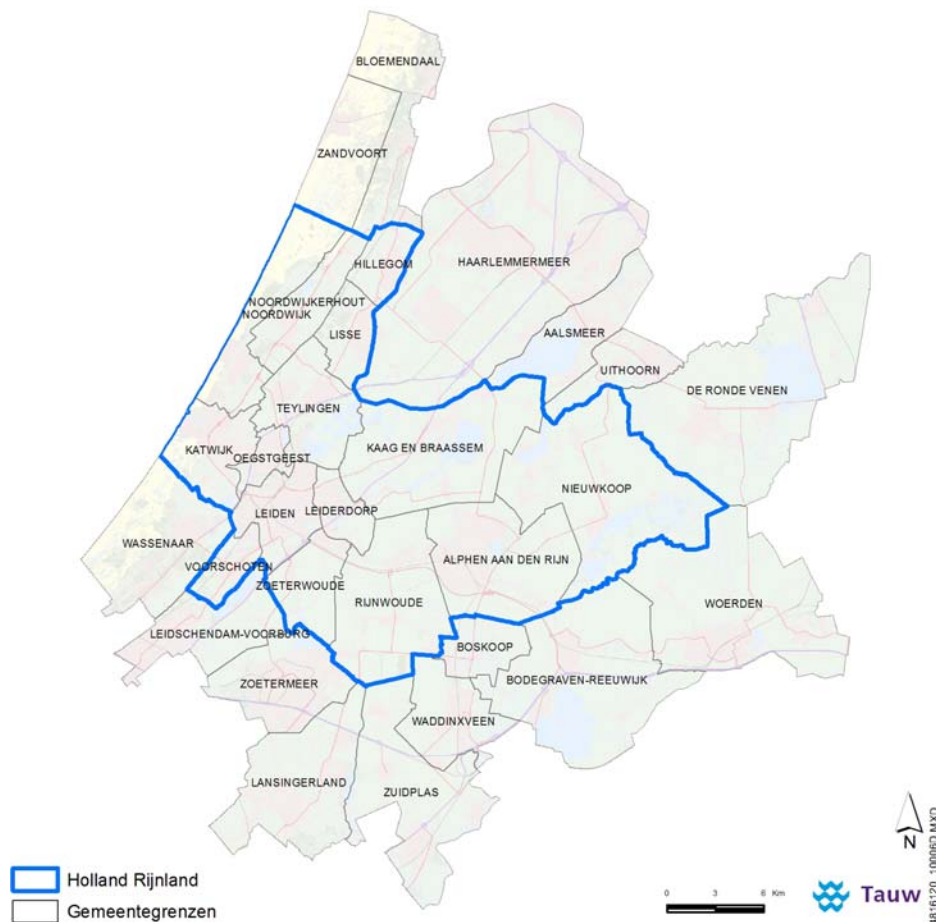 BLOEMENDAAL
ZANDVOORT
HILLEGOM
HAARLEMMERMEER
NOORDWIJKERHOUT
NOORDWIJK
LISSE
AALSMEER
UITHOORN
DE RONDE VENEN
TEYLINGEN
KATWIJK
OEGSTGEEST
KAAG EN BRAASSEM
NIEUWKOOP
LEIDEN
LEIDERDORP
WASSENAAR
VOORSCHOTEN
ZOETERWOUDE
ALPHEN AAN DEN RIJN
RIJNWOUDE
WOERDEN
LEIDSCHENDAM-VOORBURG
BOSKOOP
ZOETERMEER
BODEGRAVEN-REEUWIJK
WADDINXVEEN
LANSINGERLAND
ZUIDPLAS
N
Holland Rijnland
Gemeentegrenzen
0 3 6 Km
Tauw